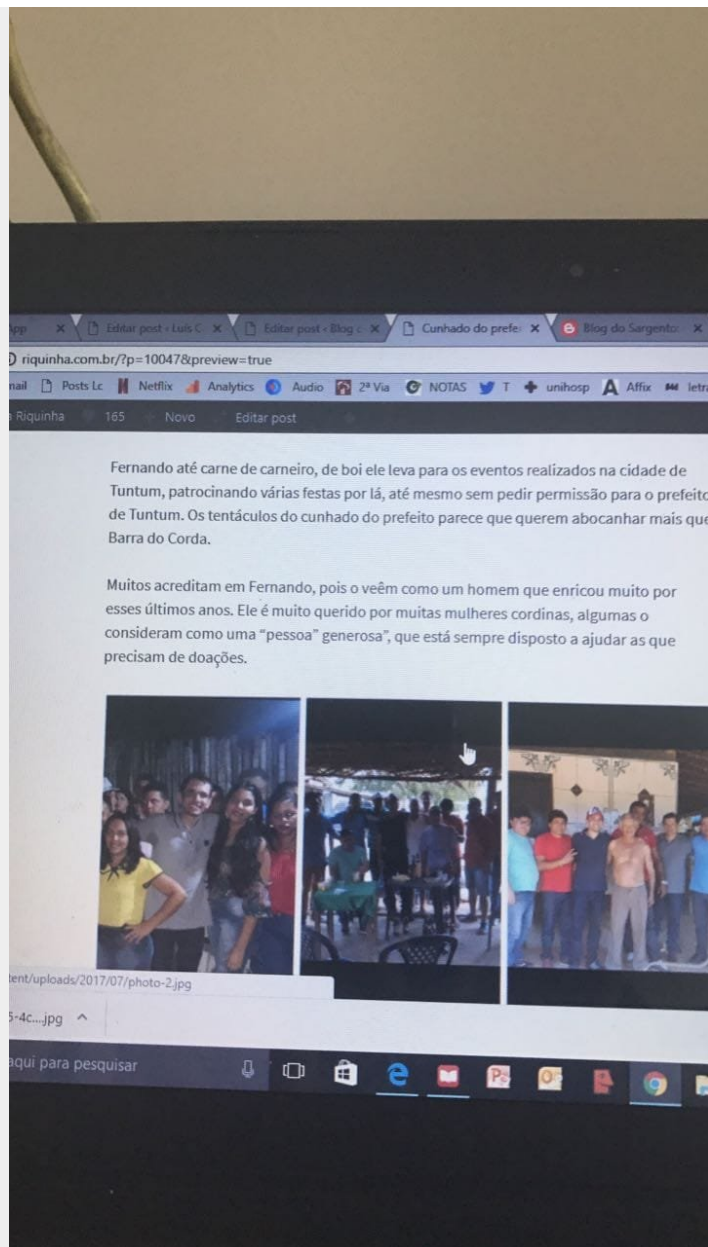 App
Editar post ‹ Luís C
Editar post ‹ Blog c
Cunhado do prefei
Blog do Sargento
riquinha.com.br/?p=10047&preview=true
mail
Posts Lc
Netflix
Analytics
Audio
2ª Via
NOTAS
T
unihosp
Affix
letra
Riquinha
165
Novo
Editar post
Fernando até carne de carneiro, de boi ele leva para os eventos realizados na cidade de
Tuntum, patrocinando várias festas por lá, até mesmo sem pedir permissão para o prefeito
de Tuntum. Os tentáculos do cunhado do prefeito parece que querem abocanhar mais que
Barra do Corda.
Muitos acreditam em Fernando, pois o veêm como um homem que enricou muito por
esses últimos anos. Ele é muito querido por muitas mulheres cordinas, algumas o
consideram como uma “pessoa” generosa”, que está sempre disposto a ajudar as que
precisam de doações.
tent/uploads/2017/07/photo-2.jpg
5-4c....jpg
aqui para pesquisar